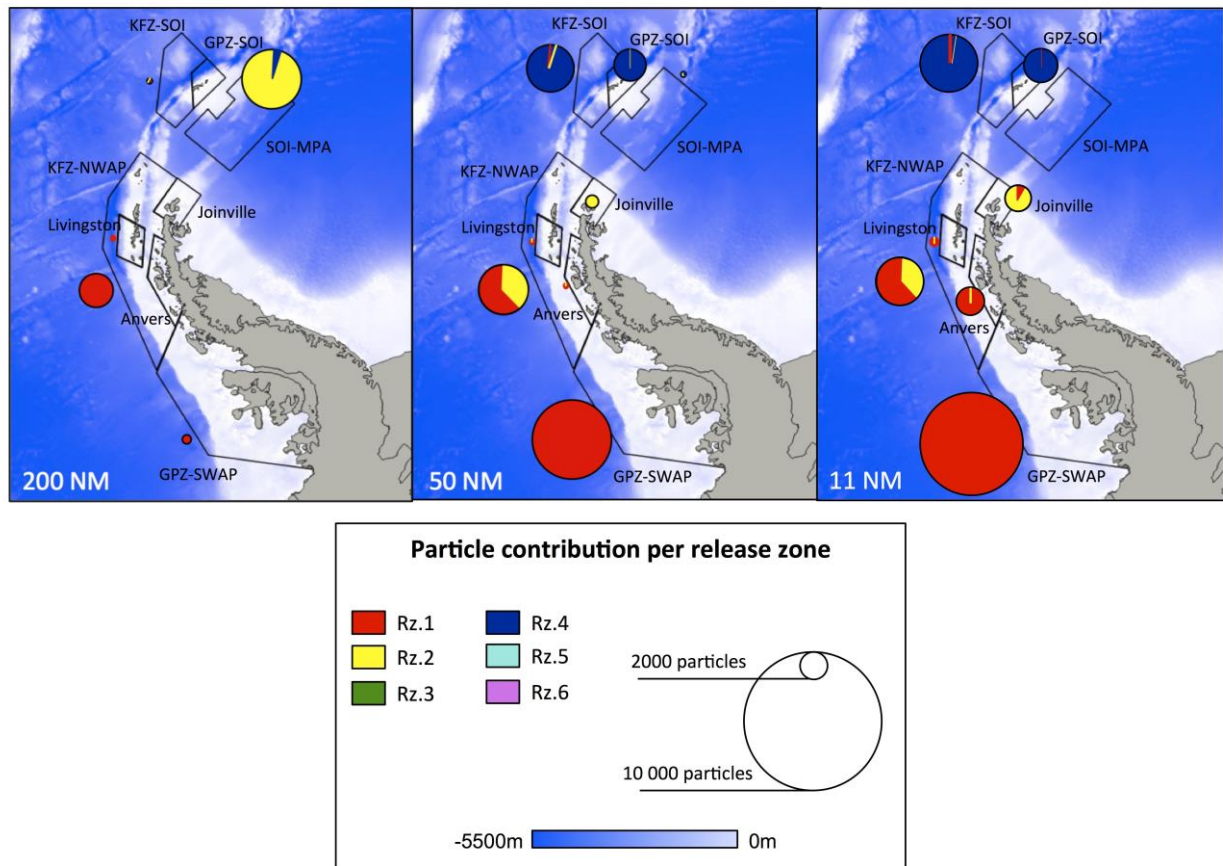 KFZ-SOI
GPZ-SOI
SOI-MPA
KFZ-NWAP
Joinville
Livingston
Anvers
GPZ-SWAP
200 NM
KFZ-SOI
GPZ-SOI
SOI-MPA
KFZ-NWAP
Joinville
Livingston
Anvers
GPZ-SWAP
50 NM
KFZ-SOI
GPZ-SOI
SOI-MPA
KFZ-NWAP
Joinville
Livingston
Anvers
GPZ-SWAP
11 NM
Particle contribution per release zone
Rz.1 Rz.4
Rz.2 Rz.5
Rz.3 Rz.6
2000 particles
10 000 particles
-5500m 0m